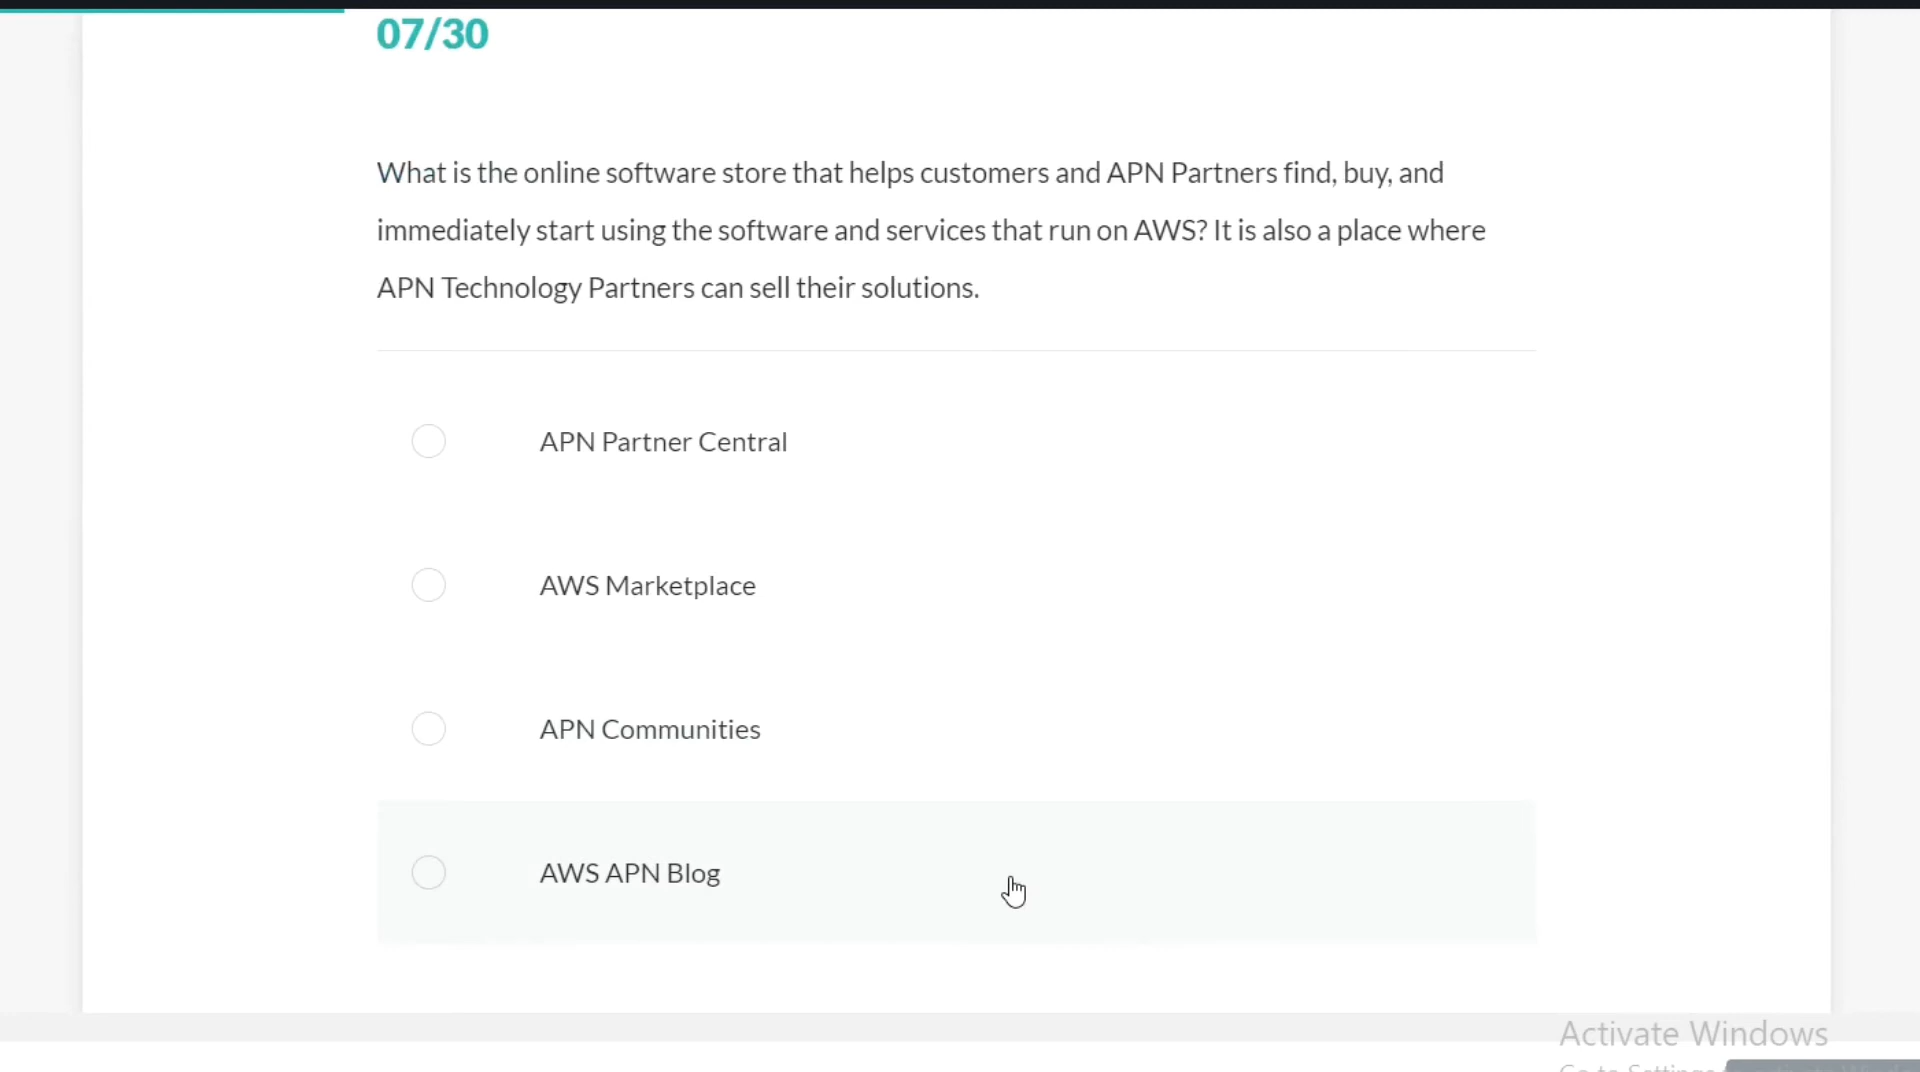 07/30
What is the online software store that helps customers and APN Partners find, buy, and
immediately start using the software and services that run on AWS? It is also a place where
APN Technology Partners can sell their solutions.
APN Partner Central
AWS Marketplace
APN Communities
AWS APN Blog
Activate Windows